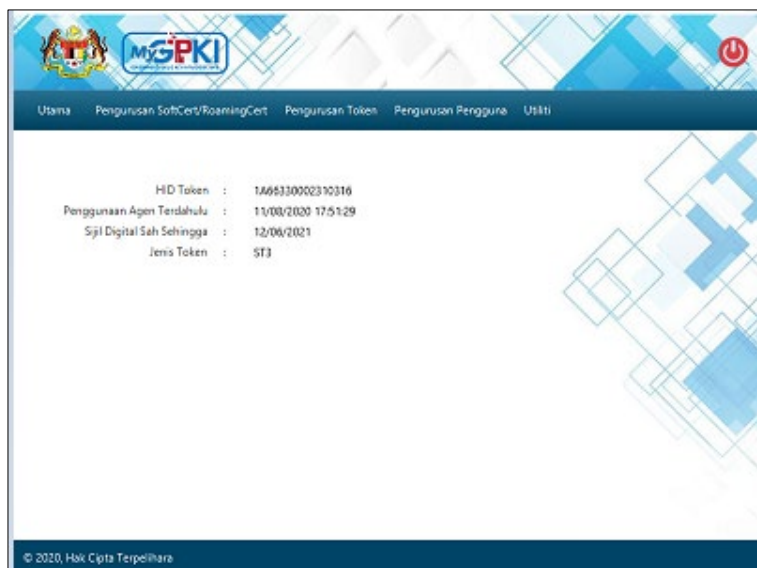 MyGPKI
Utama Pengurusan SoftCert/RoamingCert Pengurusan Token Pengurusan Pengguna Utiliti
HID Token : 1A66330002310316
Penggunaan Agen Terdahulu : 11/08/2020 17:51:29
Sijil Digital Sah Sehingga : 12/06/2021
Jenis Token : ST3
© 2020, Hak Cipta Terpelihara